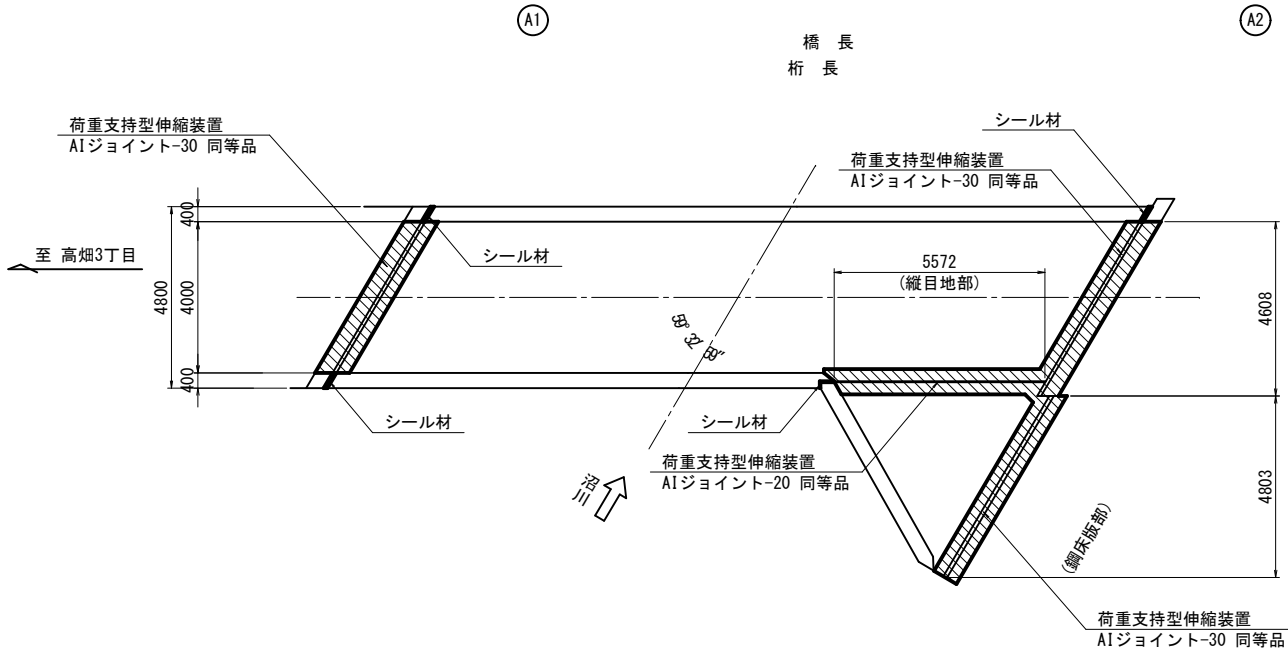 A1
A2
橋 長
桁 長
荷重支持型伸縮装置
AIジョイント-30 同等品
シール材
荷重支持型伸縮装置
AIジョイント-30 同等品
至 高畑3丁目
シール材
400
4000
4800
400
5572
(縦目地部)
4608
59° 32′ 59″
シール材
シール材
荷重支持型伸縮装置
AIジョイント-20 同等品
沼川
4803
(鋼床版部)
荷重支持型伸縮装置
AIジョイント-30 同等品